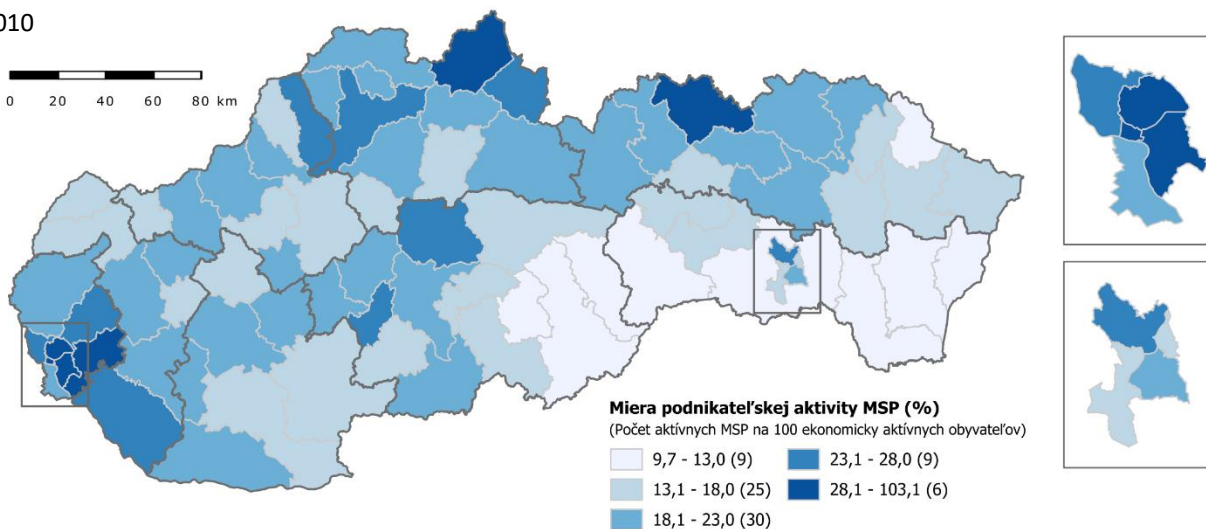 010
0 20 40 60 80 km
Miera podnikateľskej aktivity MSP (%)
(Počet aktívnych MSP na 100 ekonomicky aktívnych obyvateľov)
9,7 - 13,0 (9)
23,1 - 28,0 (9)
13,1 - 18,0 (25)
28,1 - 103,1 (6)
18,1 - 23,0 (30)